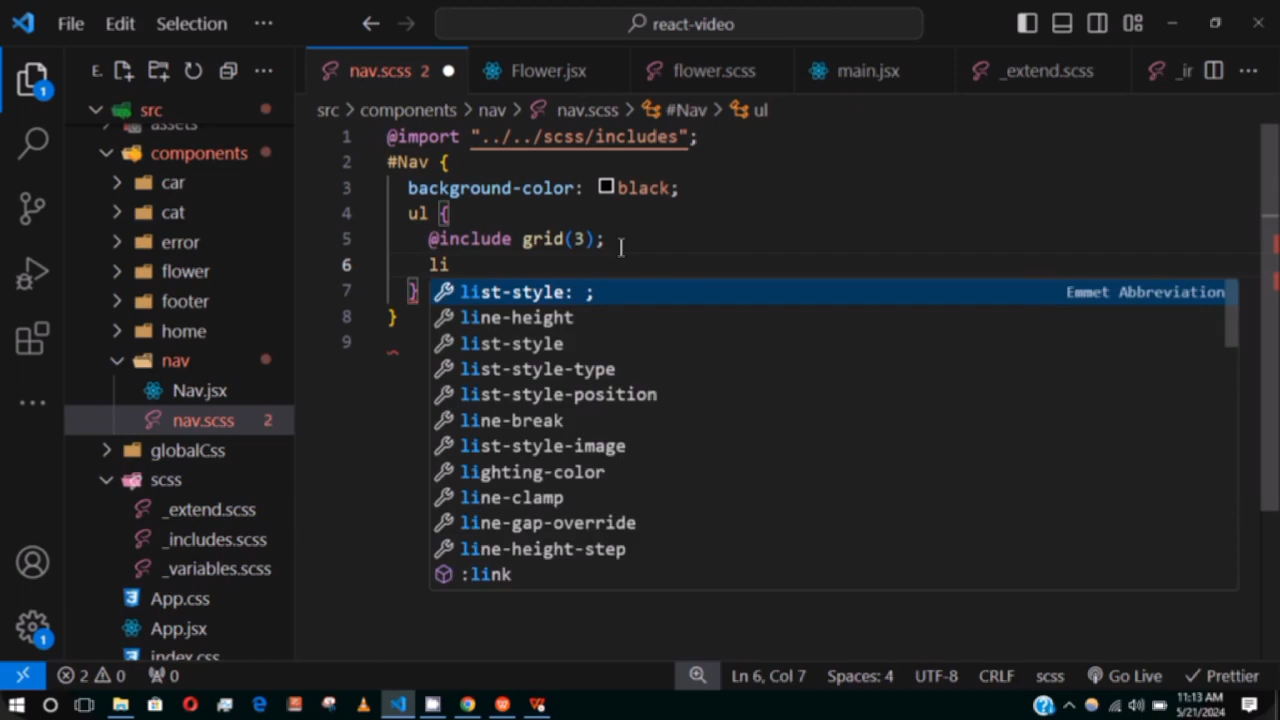 File Edit Selection ··· react-video
E. nav.scss 2 Flower.jsx flower.scss main.jsx _extend.scss
src src > components > nav > nav.scss > #Nav > ul
assets
components
car
cat
error
flower
footer
home
nav
Nav.jsx
nav.scss 2
globalCss
scss
_extend.scss
_includes.scss
_variables.scss
App.css
App.jsx
index.css
1 @import "../../scss/includes";
2 #Nav {
3 background-color: black;
4 ul {
5 @include grid(3);
6 li
7 }
8 }
9
list-style: ; Emmet Abbreviation
line-height
list-style
list-style-type
list-style-position
line-break
list-style-image
lighting-color
line-clamp
line-gap-override
line-height-step
:link
1
1
2 0 0 Ln 6, Col 7 Spaces: 4 UTF-8 CRLF scss Go Live Prettier
11:13 AM
5/21/2024